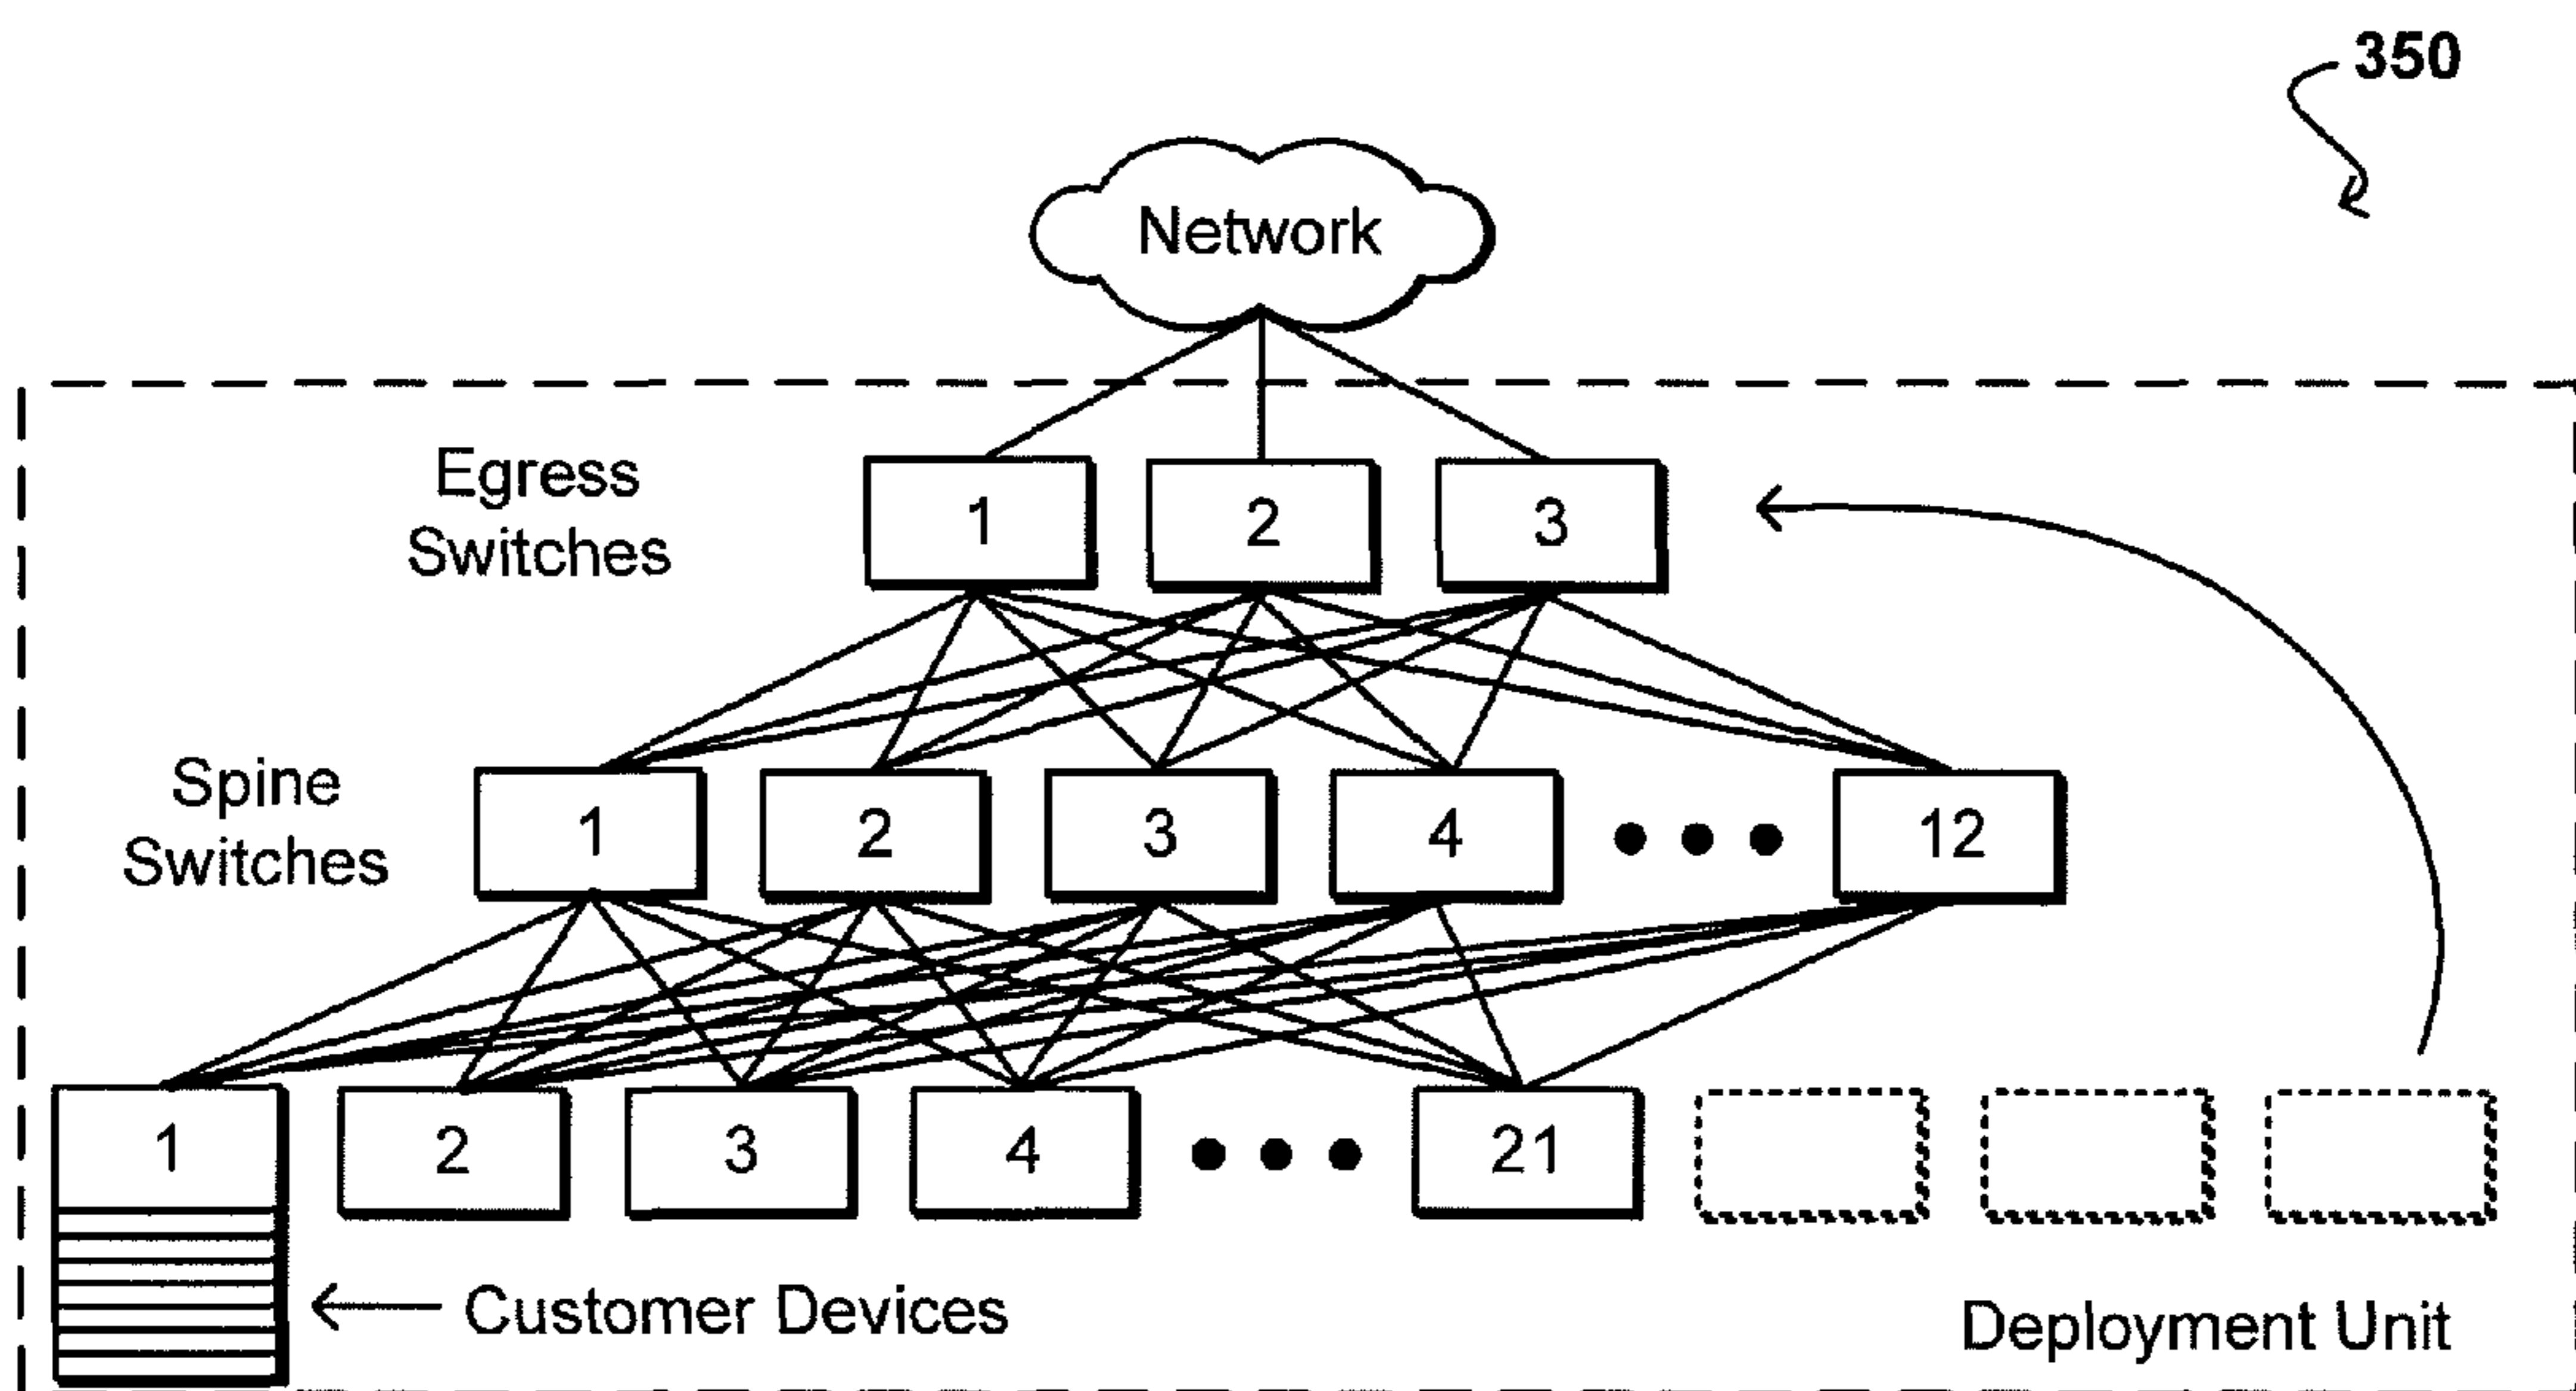 350
Network
Egress
Switches
1
2
3
Spine
Switches
1
2
3
4
12
1
2
3
4
21
Customer Devices
Deployment Unit